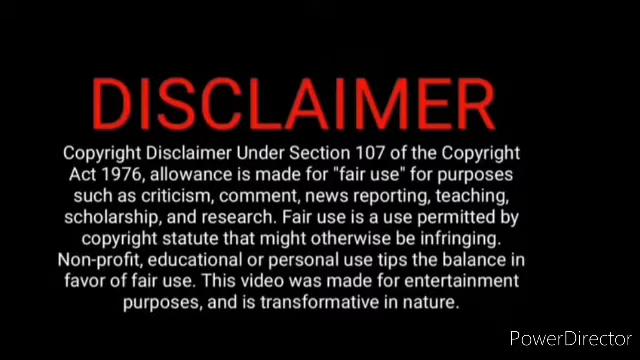 DISCLAIMER
Copyright Disclaimer Under Section 107 of the Copyright
Act 1976, allowance is made for "fair use" for purposes
such as criticism, comment, news reporting, teaching,
scholarship, and research. Fair use is a use permitted by
copyright statute that might otherwise be infringing.
Non-profit, educational or personal use tips the balance in
favor of fair use. This video was made for entertainment
purposes, and is transformative in nature.
PowerDirector